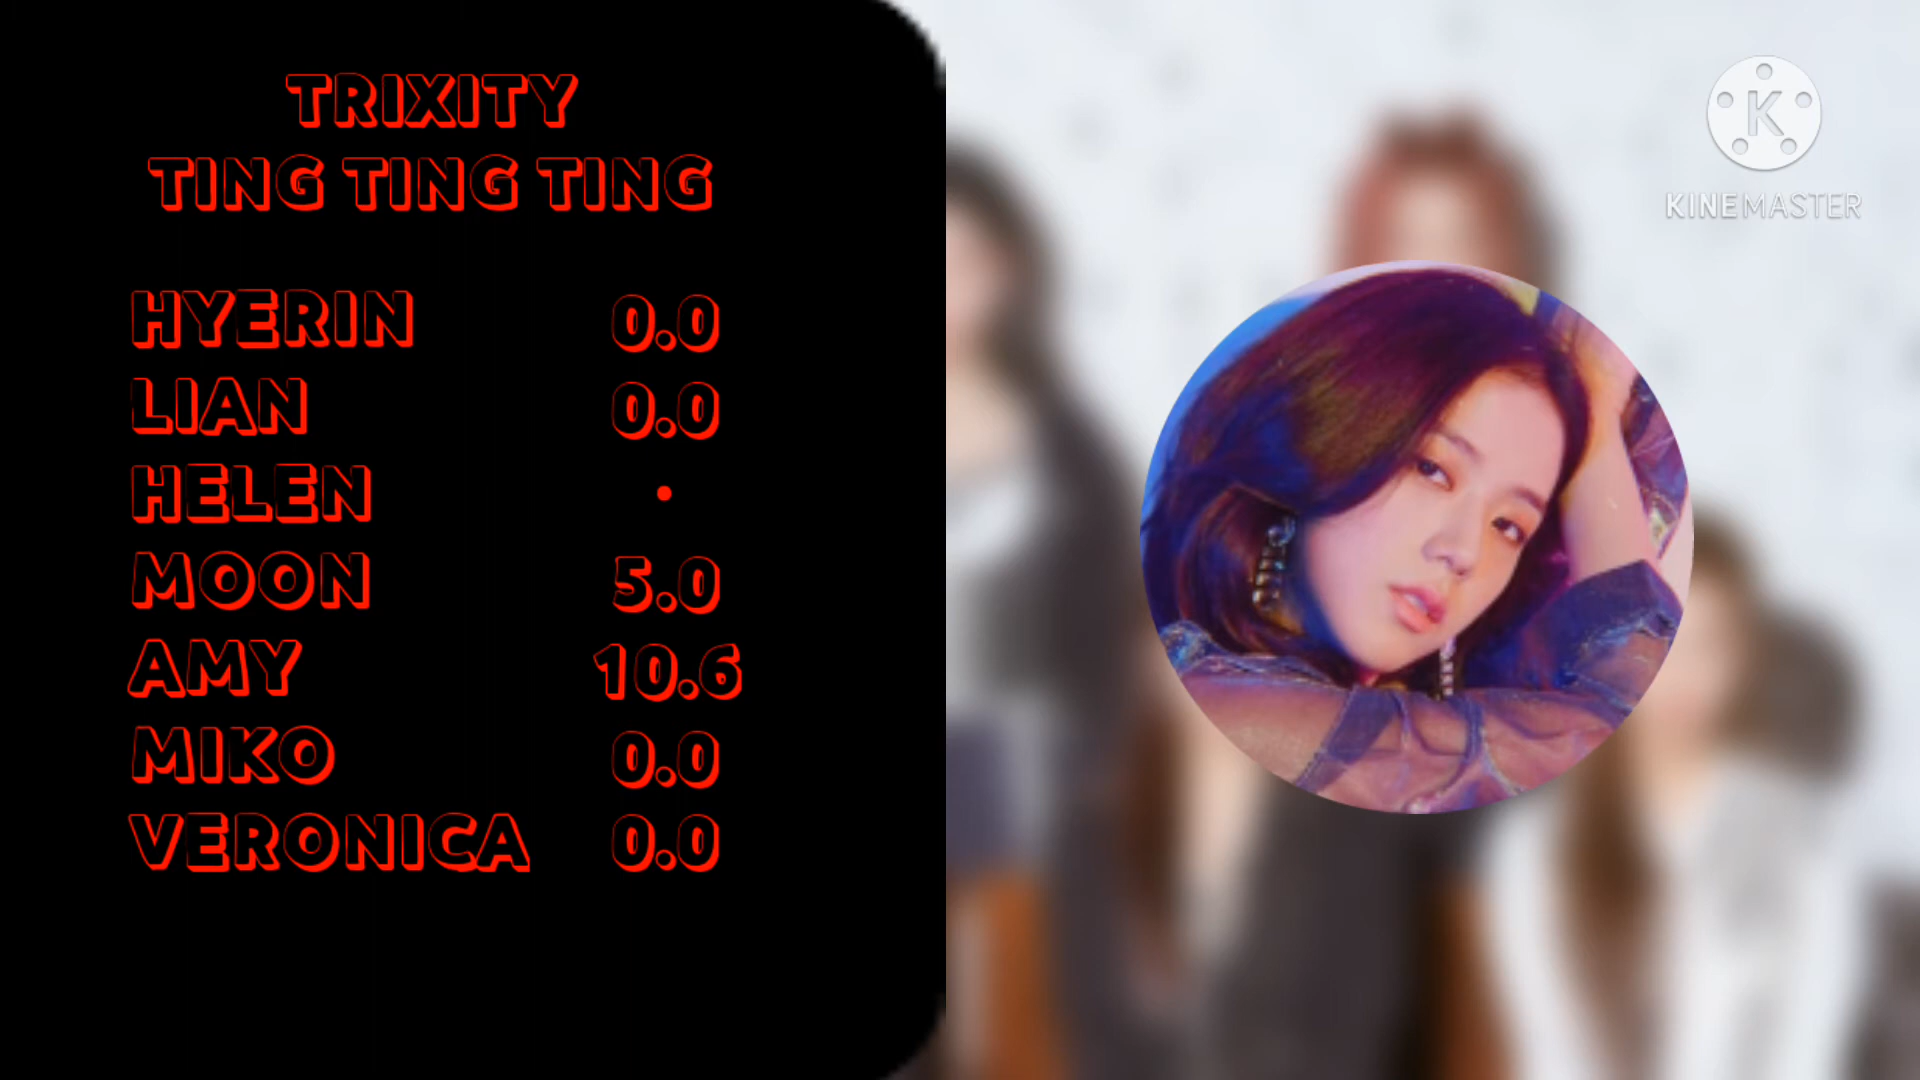 TRIXITY
TING TING TING
HYERIN 0.0
LIAN 0.0
HELEN •
MOON 5.0
AMY 10.6
MIKO 0.0
VERONICA 0.0
K
KINEMASTER